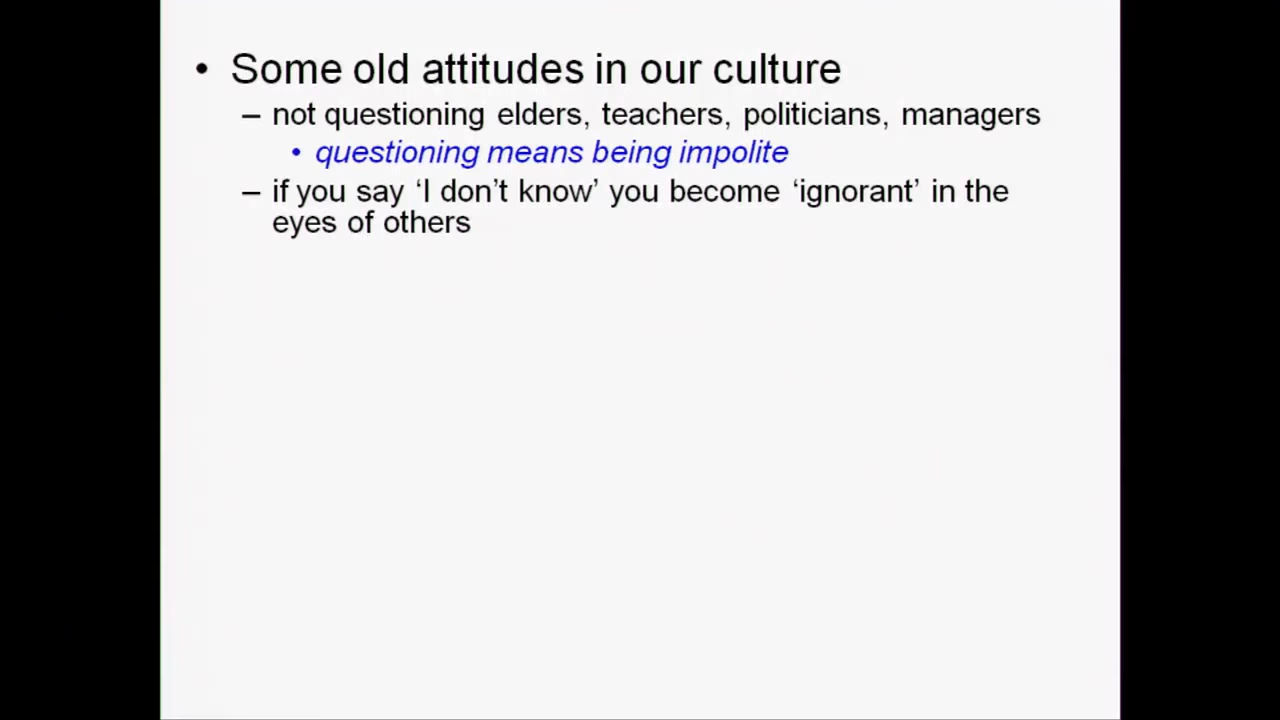 • Some old attitudes in our culture
– not questioning elders, teachers, politicians, managers
• questioning means being impolite
– if you say ‘I don’t know’ you become ‘ignorant’ in the
eyes of others